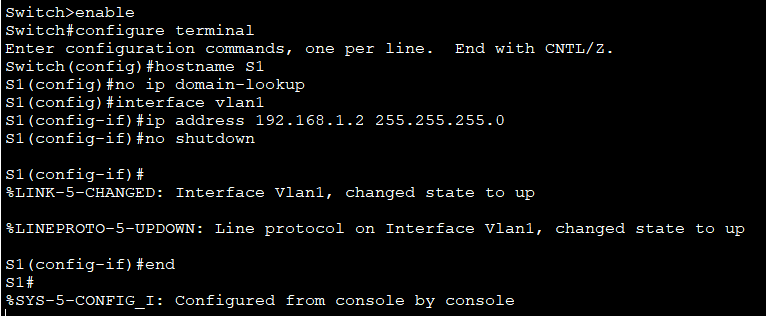 Switch>enable
Switch#configure terminal
Enter configuration commands, one per line.  End with CNTL/Z.
Switch(config)#hostname S1
S1(config)#no ip domain-lookup
S1(config)#interface vlan1
S1(config-if)#ip address 192.168.1.2 255.255.255.0
S1(config-if)#no shutdown
S1(config-if)#
%LINK-5-CHANGED: Interface Vlan1, changed state to up
%LINEPROTO-5-UPDOWN: Line protocol on Interface Vlan1, changed state to up
S1(config-if)#end
S1#
%SYS-5-CONFIG_I: Configured from console by console